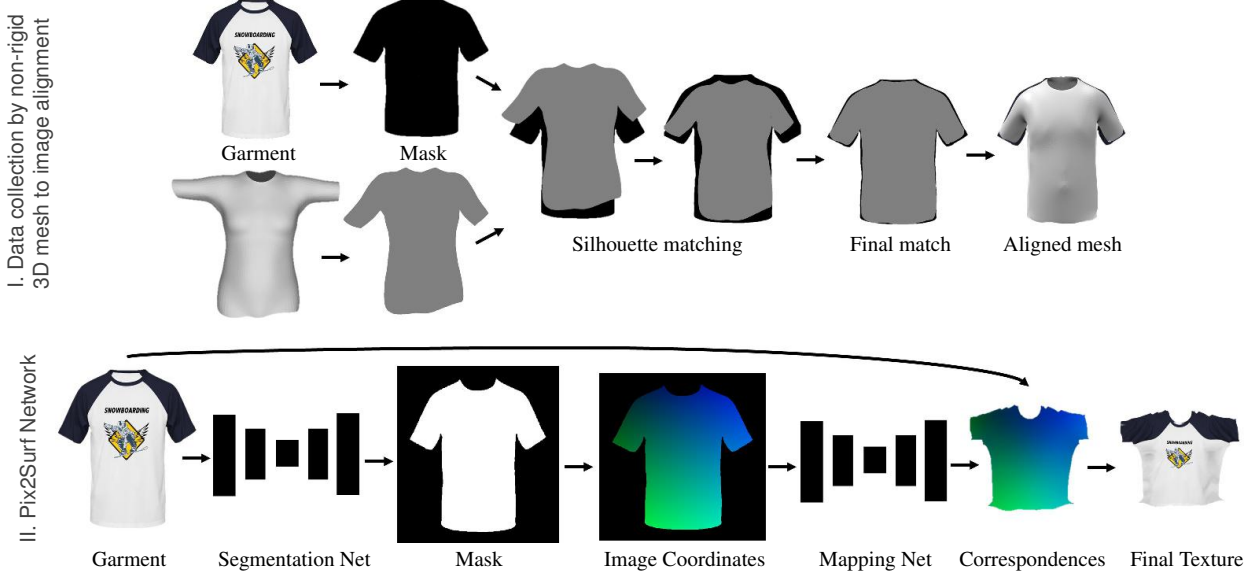 I. Data collection by non-rigid
3D mesh to image alignment
SNOWBOARDING
Garment
Mask
Silhouette matching
Final match
Aligned mesh
II. Pix2Surf Network
SNOWBOARDING
SNOWBOARDING
Garment
Segmentation Net
Mask
Image Coordinates
Mapping Net
Correspondences
Final Texture